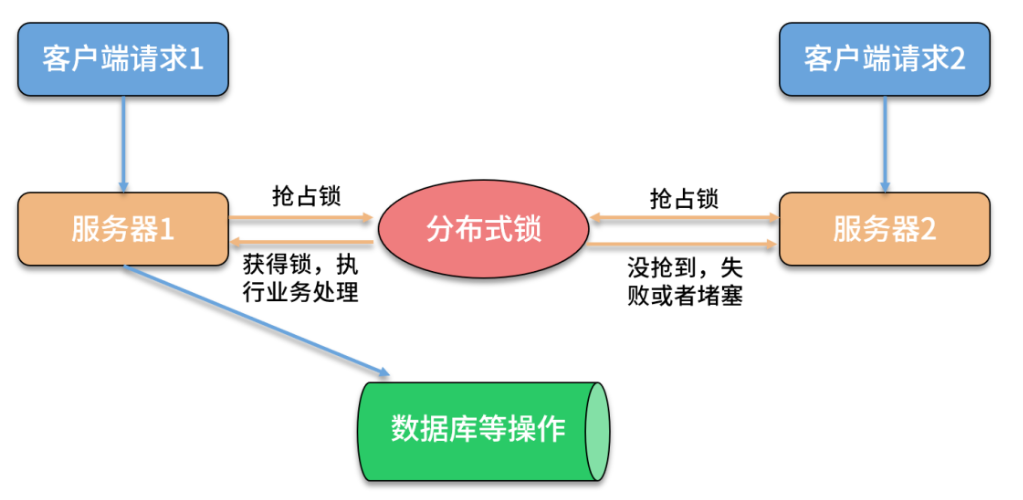 客户端请求1
客户端请求2
抢占锁
抢占锁
服务器1
分布式锁
服务器2
获得锁，执
行业务处理
没抢到，失
败或者堵塞
数据库等操作